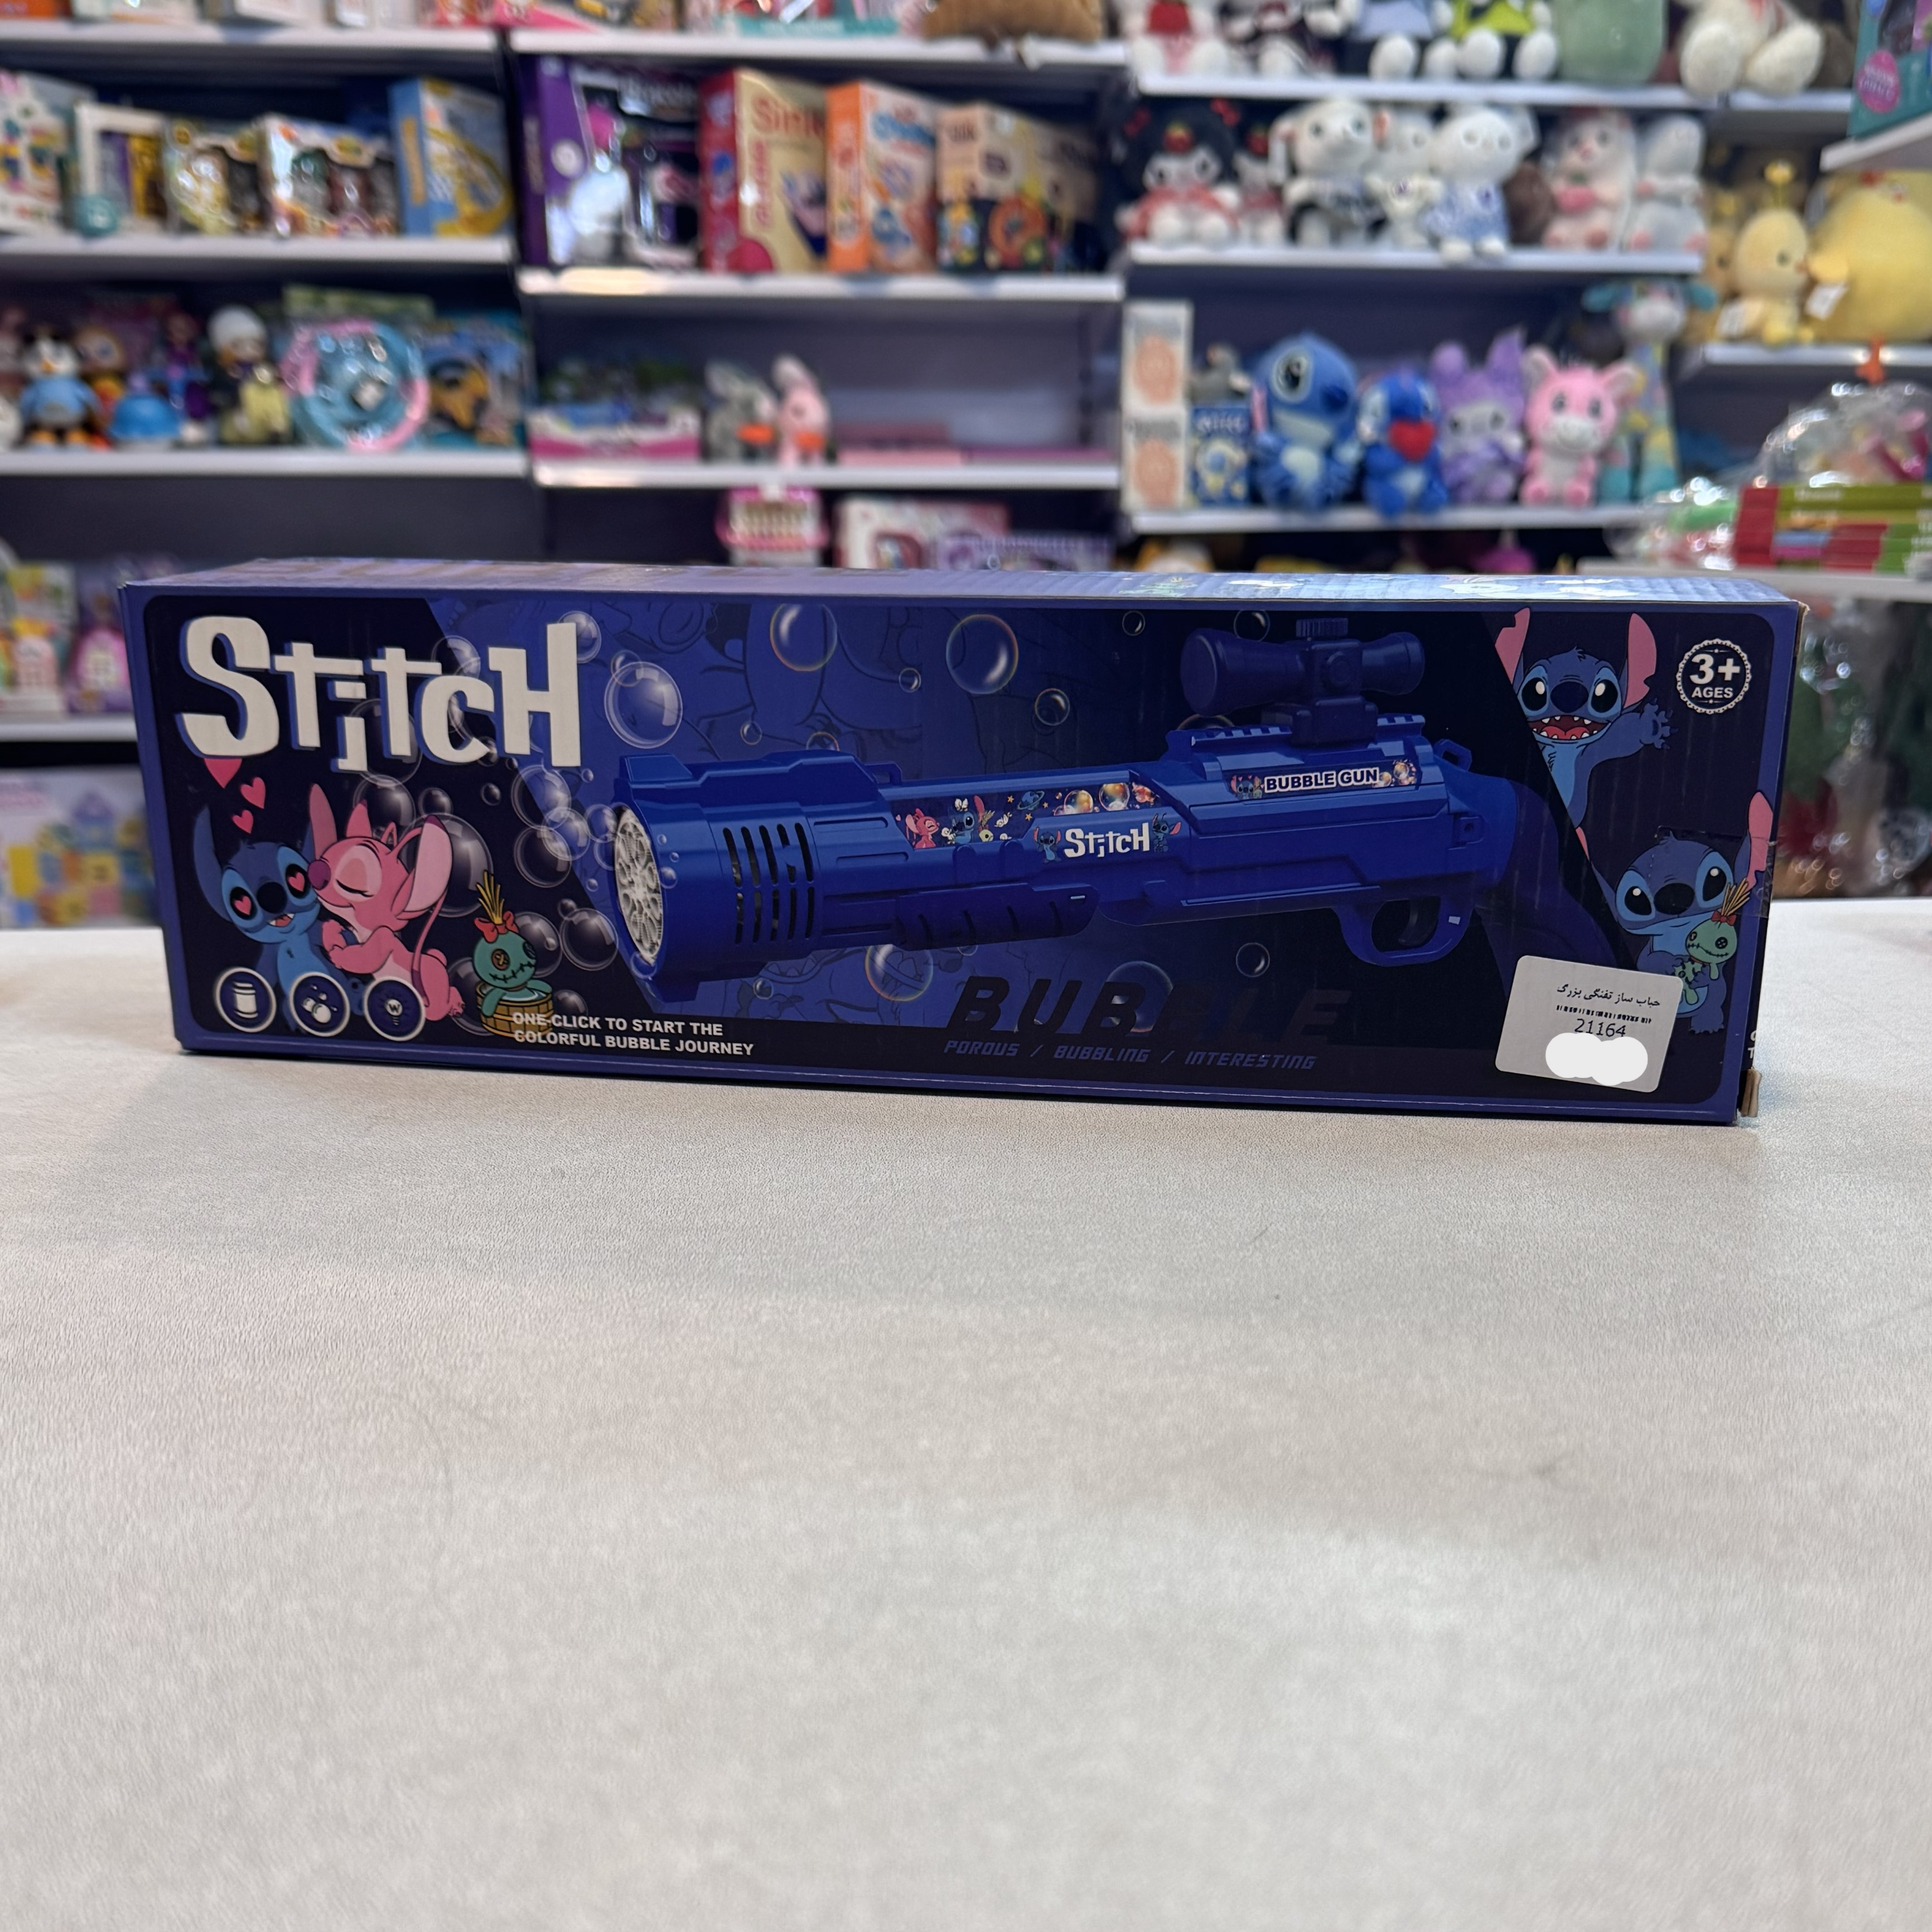 Stitch
3+
AGES
BUBBLE GUN
Stitch
W
ONE-CLICK TO START THE
COLORFUL BUBBLE JOURNEY
BUBBLE
POROUS / BUBBLING / INTERESTING
حباب ساز تفنگی بزرگ
21164